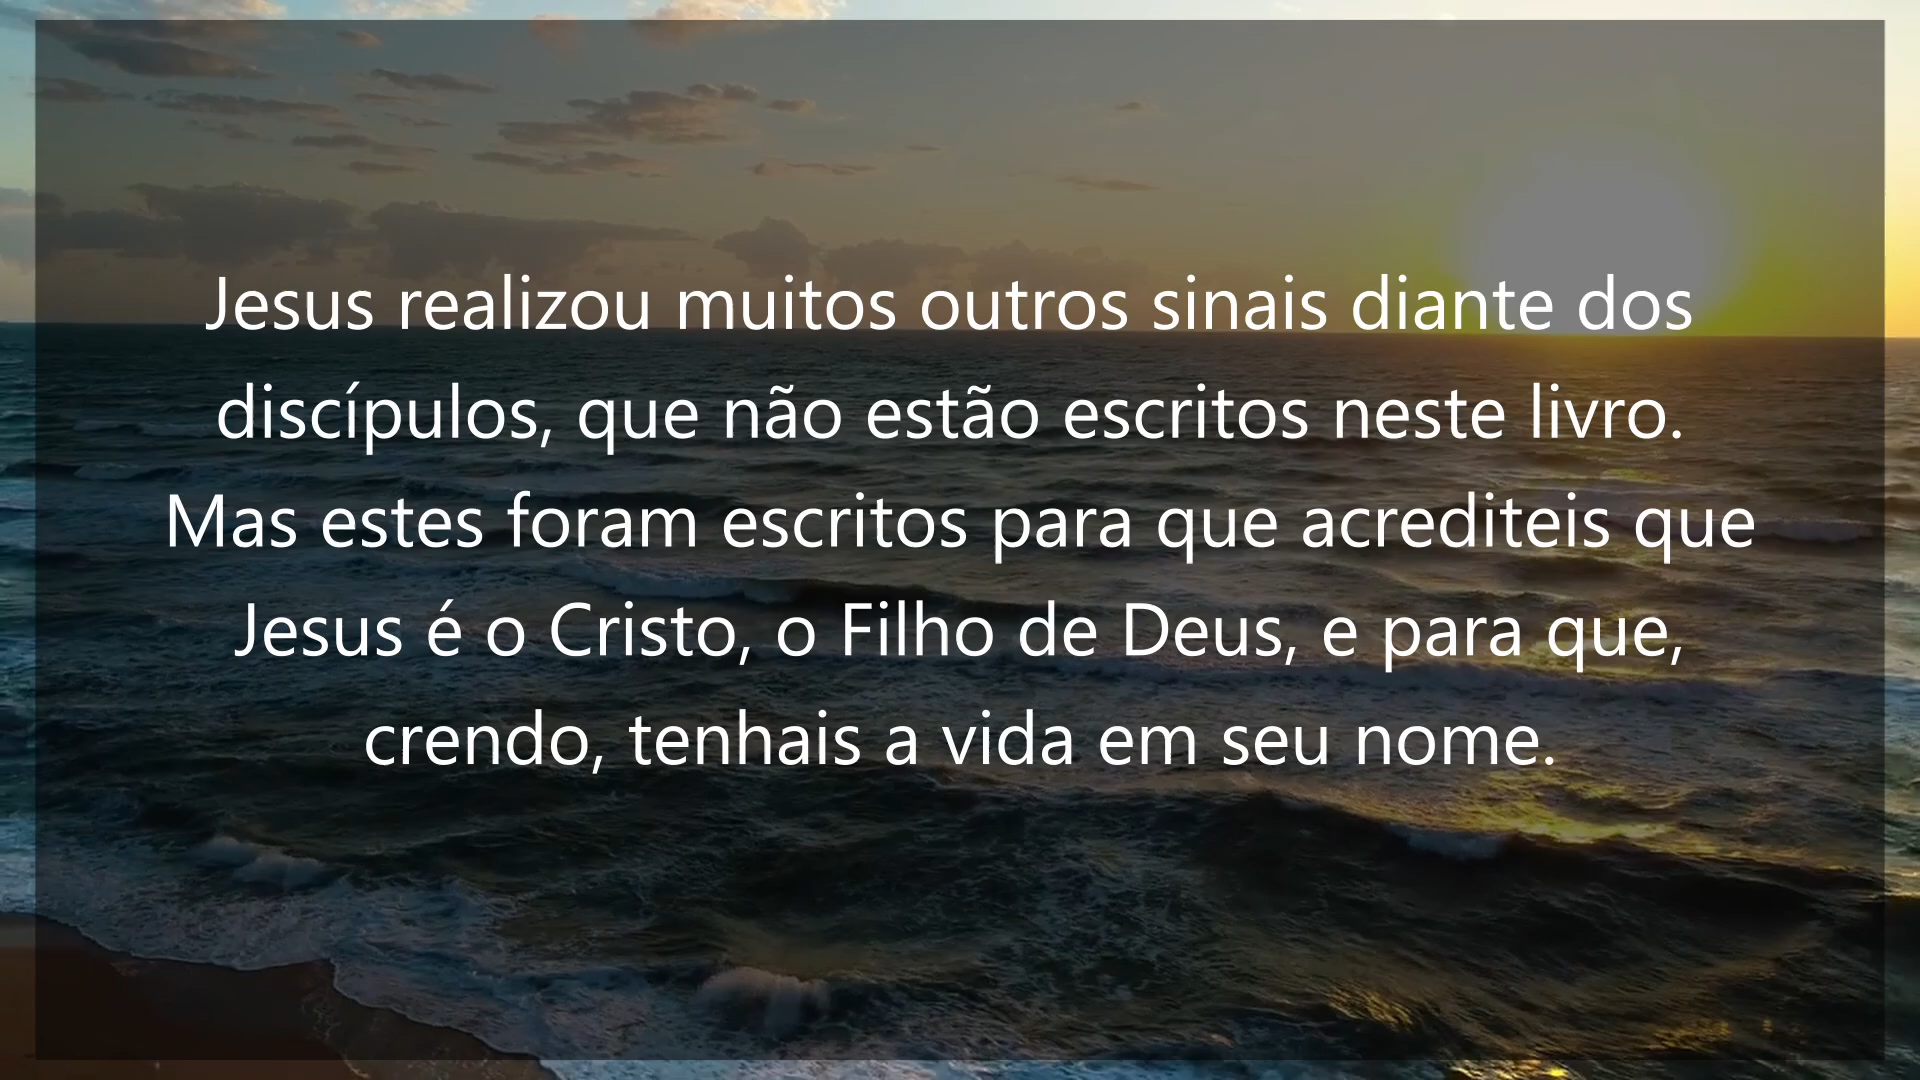 Jesus realizou muitos outros sinais diante dos
discípulos, que não estão escritos neste livro.
Mas estes foram escritos para que acrediteis que
Jesus é o Cristo, o Filho de Deus, e para que,
crendo, tenhais a vida em seu nome.